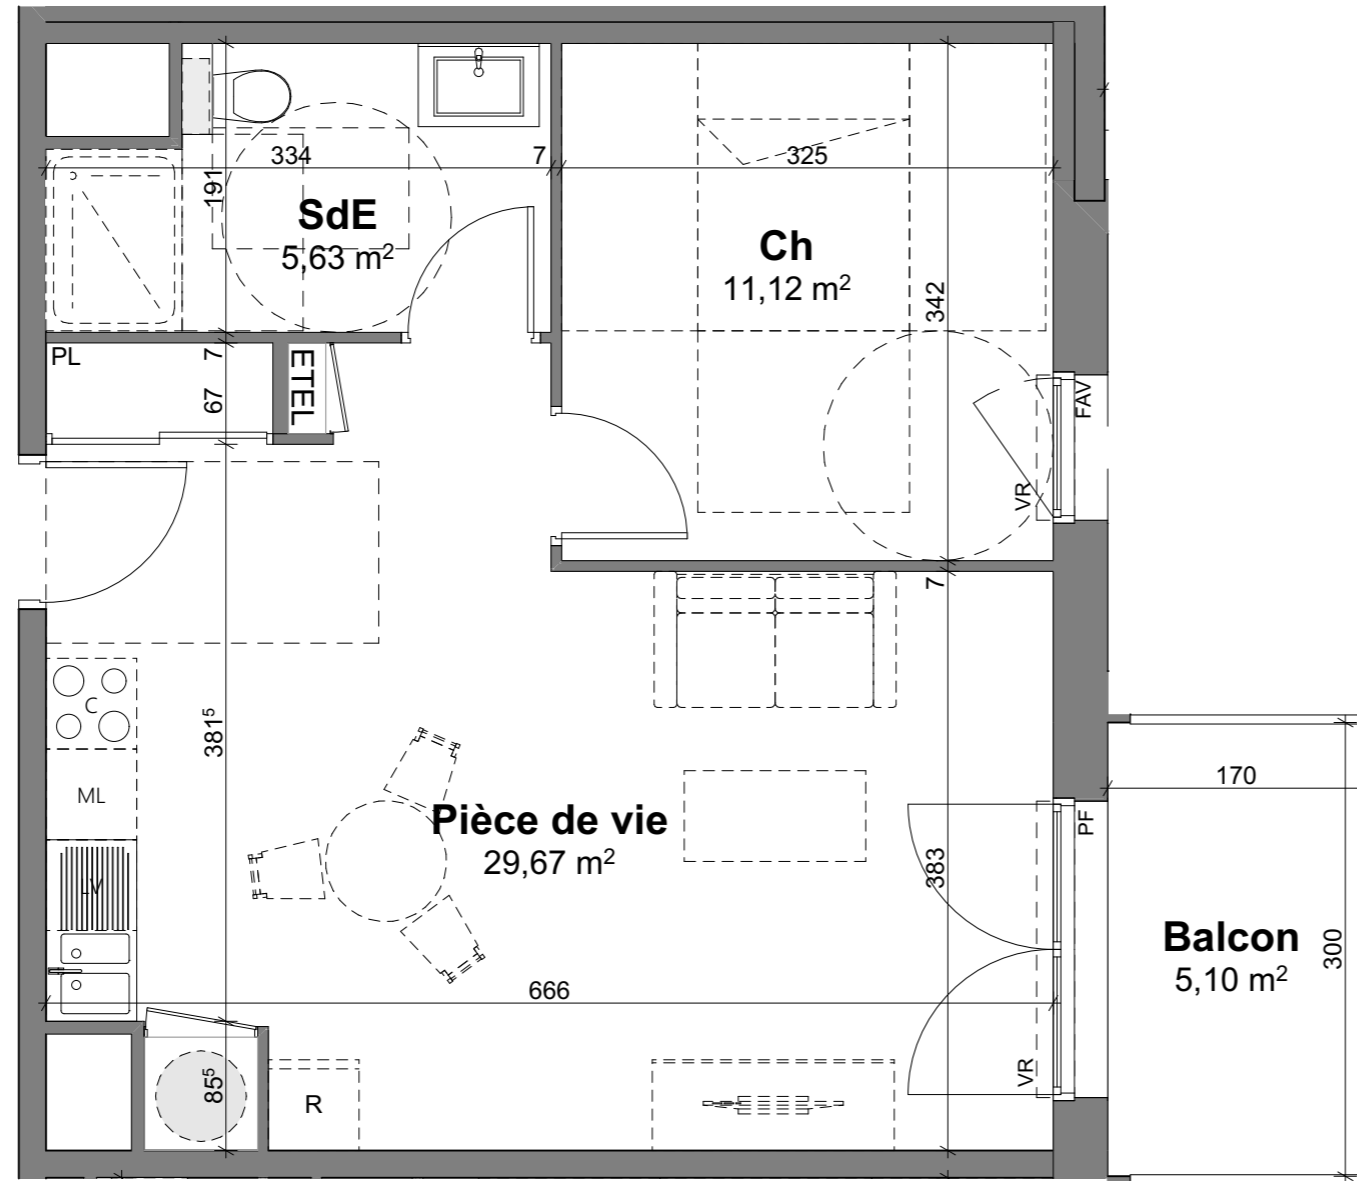 334
7
325
191
SdE
5,63 m²
Ch
11,12 m²
342
PL
7
67
ETEL
FAV
VR
7
C
381⁵
ML
170
Pièce de vie
29,67 m²
PF
383
LV
Balcon
5,10 m²
300
666
VR
85⁵
R